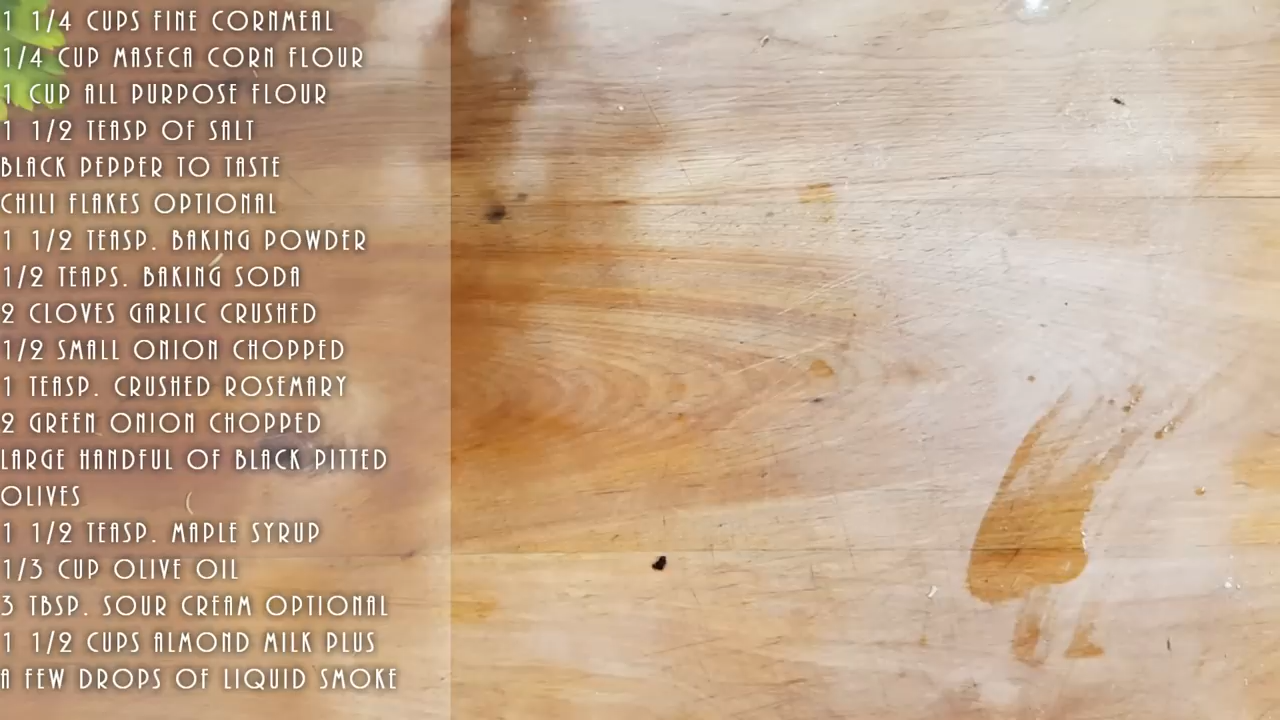 1 1/4 CUPS FINE CORNMEAL
1/4 CUP MASECA CORN FLOUR
1 CUP ALL PURPOSE FLOUR
1 1/2 TEASP OF SALT
BLACK PEPPER TO TASTE
CHILI FLAKES OPTIONAL
1 1/2 TEASP. BAKING POWDER
1/2 TEAPS. BAKING SODA
2 CLOVES GARLIC CRUSHED
1/2 SMALL ONION CHOPPED
1 TEASP. CRUSHED ROSEMARY
2 GREEN ONION CHOPPED
LARGE HANDFUL OF BLACK PITTED
OLIVES
1 1/2 TEASP. MAPLE SYRUP
1/3 CUP OLIVE OIL
3 TBSP. SOUR CREAM OPTIONAL
1 1/2 CUPS ALMOND MILK PLUS
A FEW DROPS OF LIQUID SMOKE